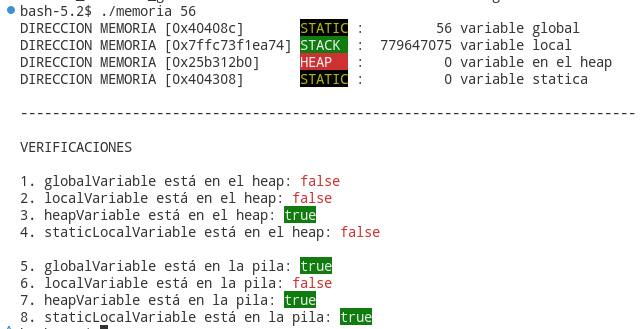 bash-5.2$ ./memoria 56
DIRECCION MEMORIA [0x40408c] STATIC : 56 variable global
DIRECCION MEMORIA [0x7ffc73f1ea74] STACK : 779647075 variable local
DIRECCION MEMORIA [0x25b312b0] HEAP : 0 variable en el heap
DIRECCION MEMORIA [0x404308] STATIC : 0 variable statica
-----------------------------------------------------------------------------
VERIFICACIONES
1. globalVariable está en el heap: false
2. localVariable está en el heap: false
3. heapVariable está en el heap: true
4. staticLocalVariable está en el heap: false
5. globalVariable está en la pila: true
6. localVariable está en la pila: false
7. heapVariable está en la pila: true
8. staticLocalVariable está en la pila: true